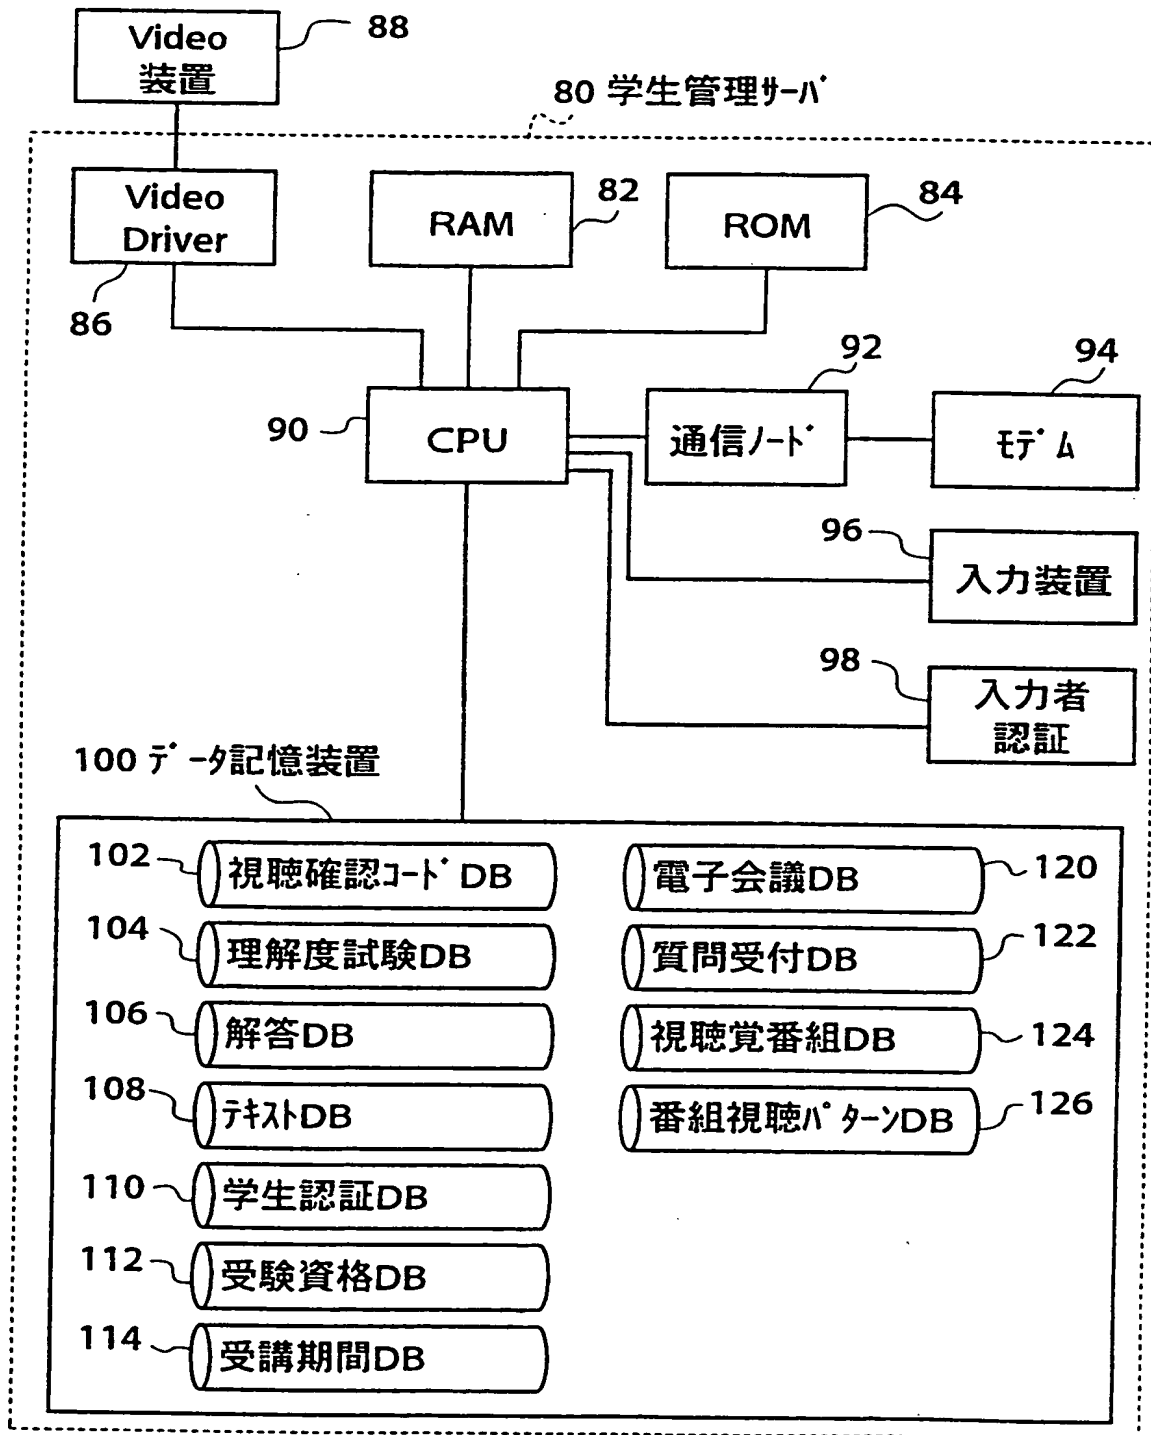 Video
装置
88
80 学生管理ｻｰﾊﾞ
Video
Driver
86
RAM
82
ROM
84
CPU
90
通信ﾉｰﾄﾞ
92
ﾓﾃﾞﾑ
94
96
入力装置
98
入力者
認証
100 ﾃﾞｰﾀ記憶装置
102
視聴確認ｺｰﾄﾞDB
104
理解度試験DB
106
解答DB
108
ﾃｷｽﾄDB
110
学生認証DB
112
受験資格DB
114
受講期間DB
電子会議DB
120
質問受付DB
122
視聴覚番組DB
124
番組視聴ﾊﾟﾀｰﾝDB
126